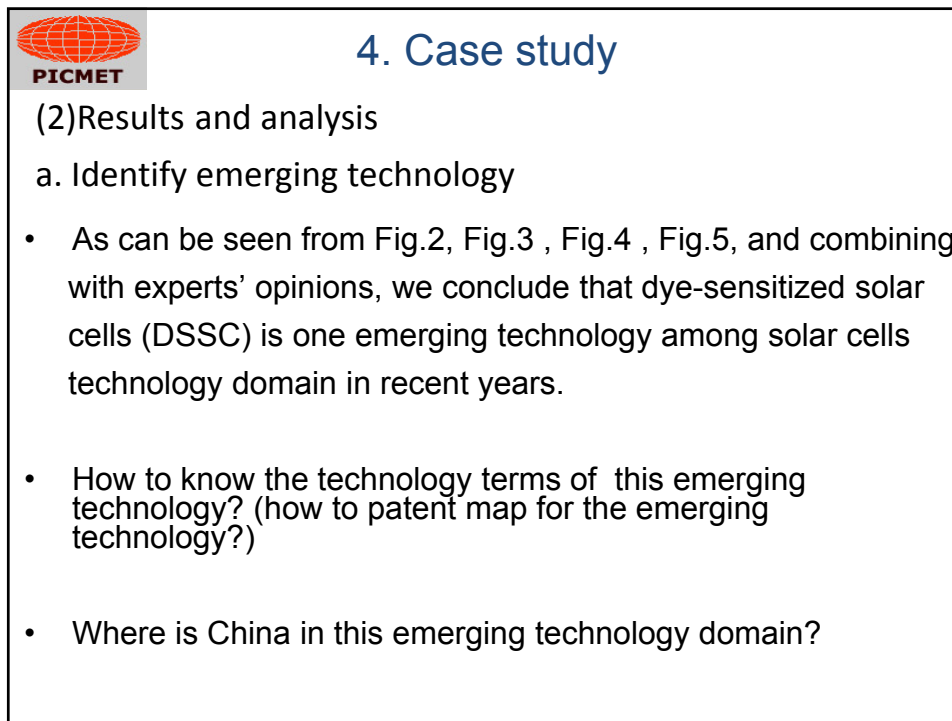 PICMET
4. Case study
(2)Results and analysis
a. Identify emerging technology
• As can be seen from Fig.2, Fig.3 , Fig.4 , Fig.5, and combining
with experts’ opinions, we conclude that dye-sensitized solar
cells (DSSC) is one emerging technology among solar cells
technology domain in recent years.
• How to know the technology terms of  this emerging
technology? (how to patent map for the emerging
technology?)
• Where is China in this emerging technology domain?